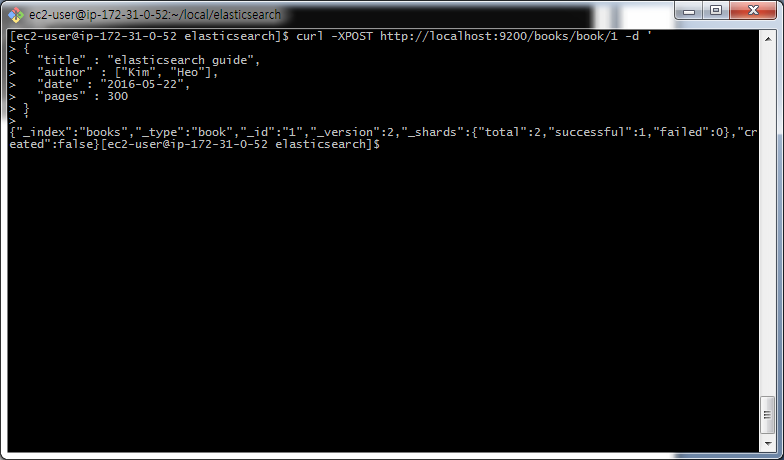 ec2-user@ip-172-31-0-52:~/local/elasticsearch
[ec2-user@ip-172-31-0-52 elasticsearch]$ curl -XPOST http://localhost:9200/books/book/1 -d '
> {
>   "title" : "elasticsearch guide",
>   "author" : ["Kim", "Heo"],
>   "date" : "2016-05-22",
>   "pages" : 300
> }
> '
{"_index":"books","_type":"book","_id":"1","_version":2,"_shards":{"total":2,"successful":1,"failed":0},"cr
eated":false}[ec2-user@ip-172-31-0-52 elasticsearch]$